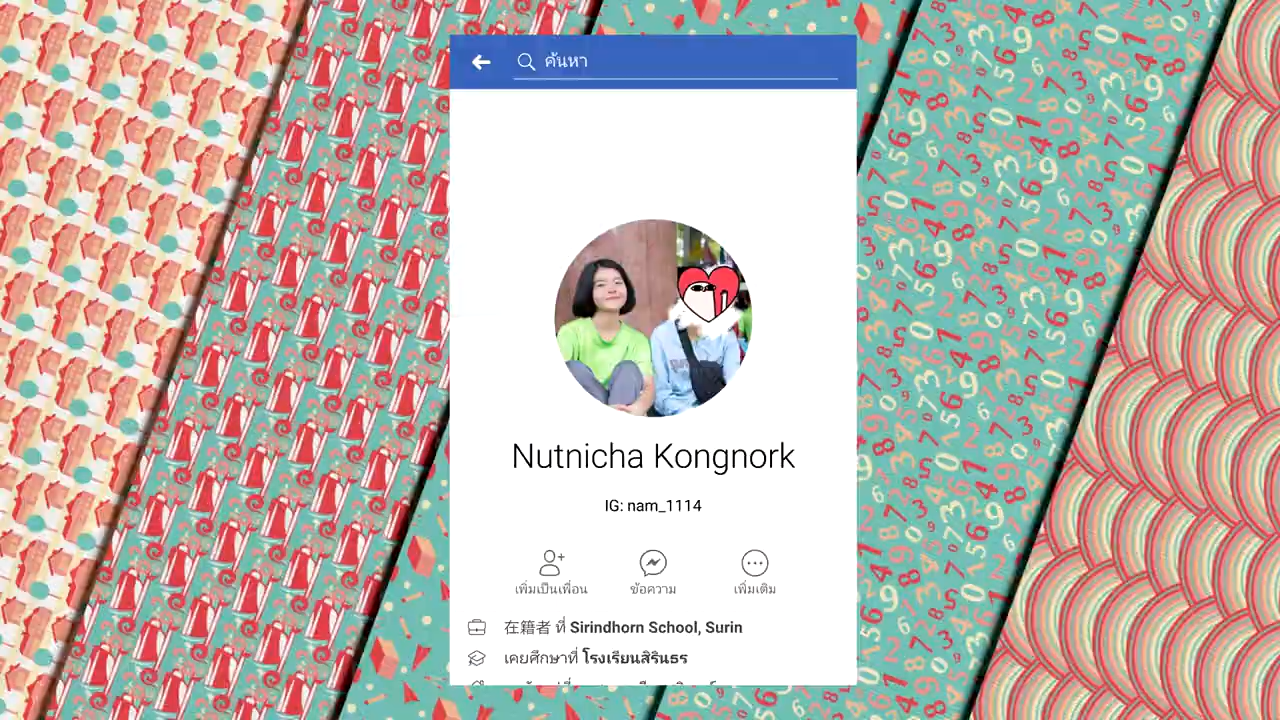 ค้นหา
Nutnicha Kongnork
IG: nam_1114
เพิ่มเป็นเพื่อน ข้อความ เพิ่มเติม
在籍者 ที่ Sirindhorn School, Surin
เคยศึกษาที่ โรงเรียนสิรินธร